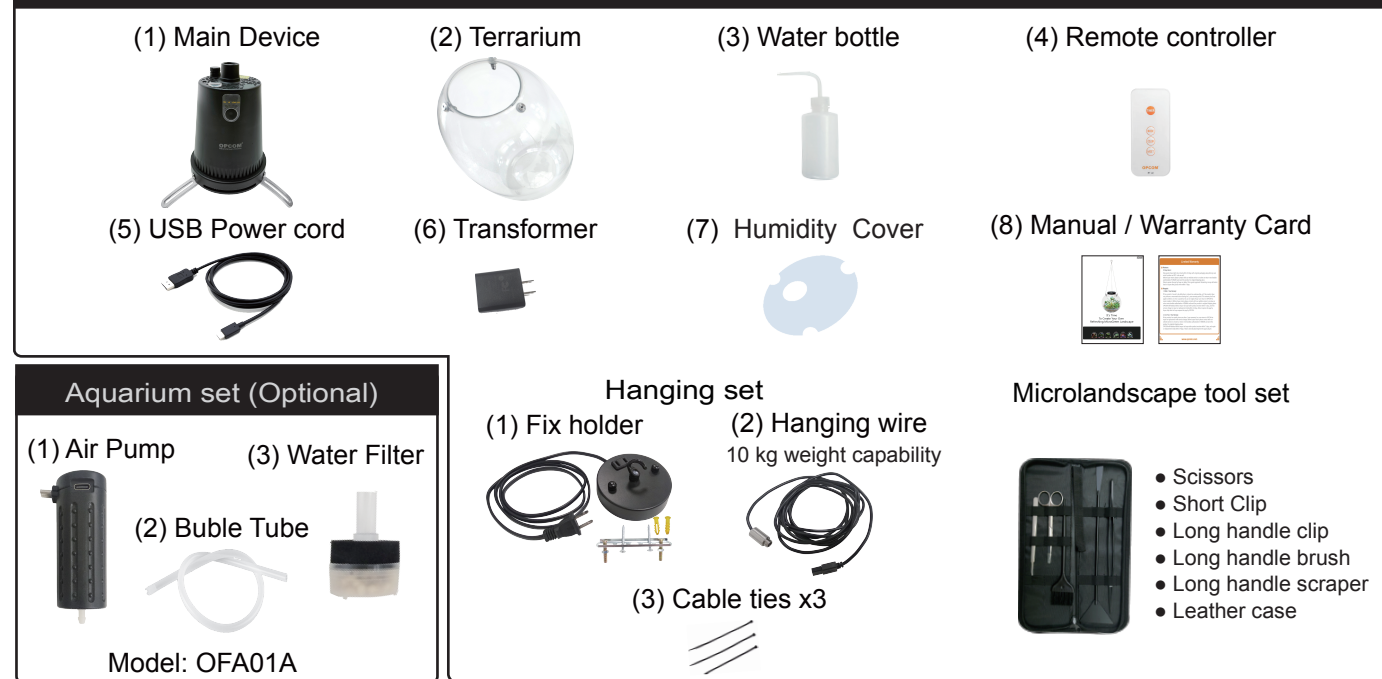 (1) Main Device
(2) Terrarium
(3) Water bottle
(4) Remote controller
OPCOM
OPCOM
(5) USB Power cord
(6) Transformer
(7) Humidity Cover
(8) Manual / Warranty Card
Aquarium set (Optional)
(1) Air Pump
(3) Water Filter
(2) Buble Tube
Model: OFA01A
Hanging set
(1) Fix holder
(2) Hanging wire
10 kg weight capability
(3) Cable ties x3
Microlandscape tool set
● Scissors
● Short Clip
● Long handle clip
● Long handle brush
● Long handle scraper
● Leather case